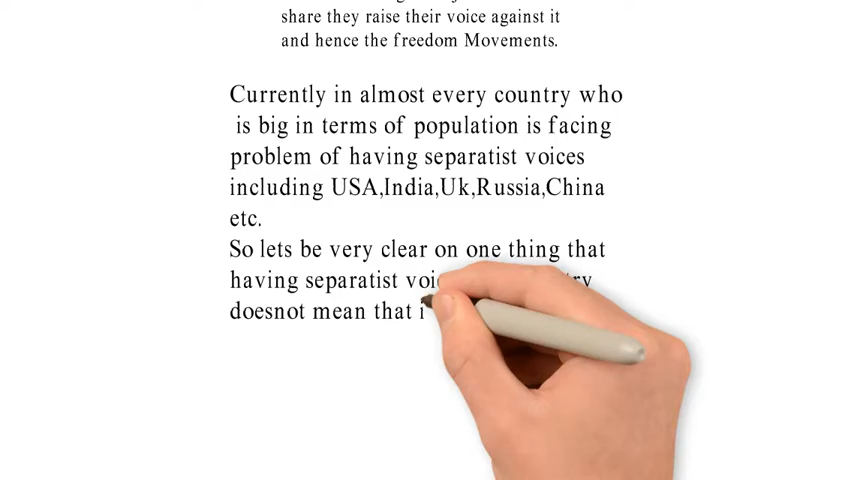 share they raise their voice against it
and hence the freedom Movements.
Currently in almost every country who
is big in terms of population is facing
problem of having separatist voices
including USA,India,Uk,Russia,China
etc.
So lets be very clear on one thing that
having separatist
doesnot mean that